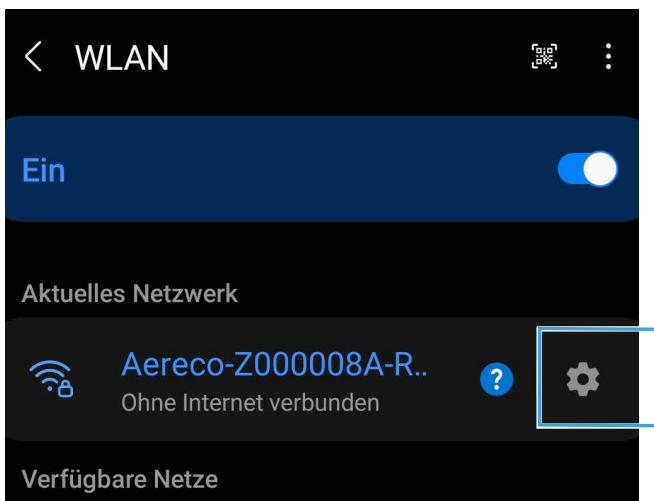 WLAN
Ein
Aktuelles Netzwerk
Aereco-Z000008A-R..
?
Ohne Internet verbunden
Verfügbare Netze